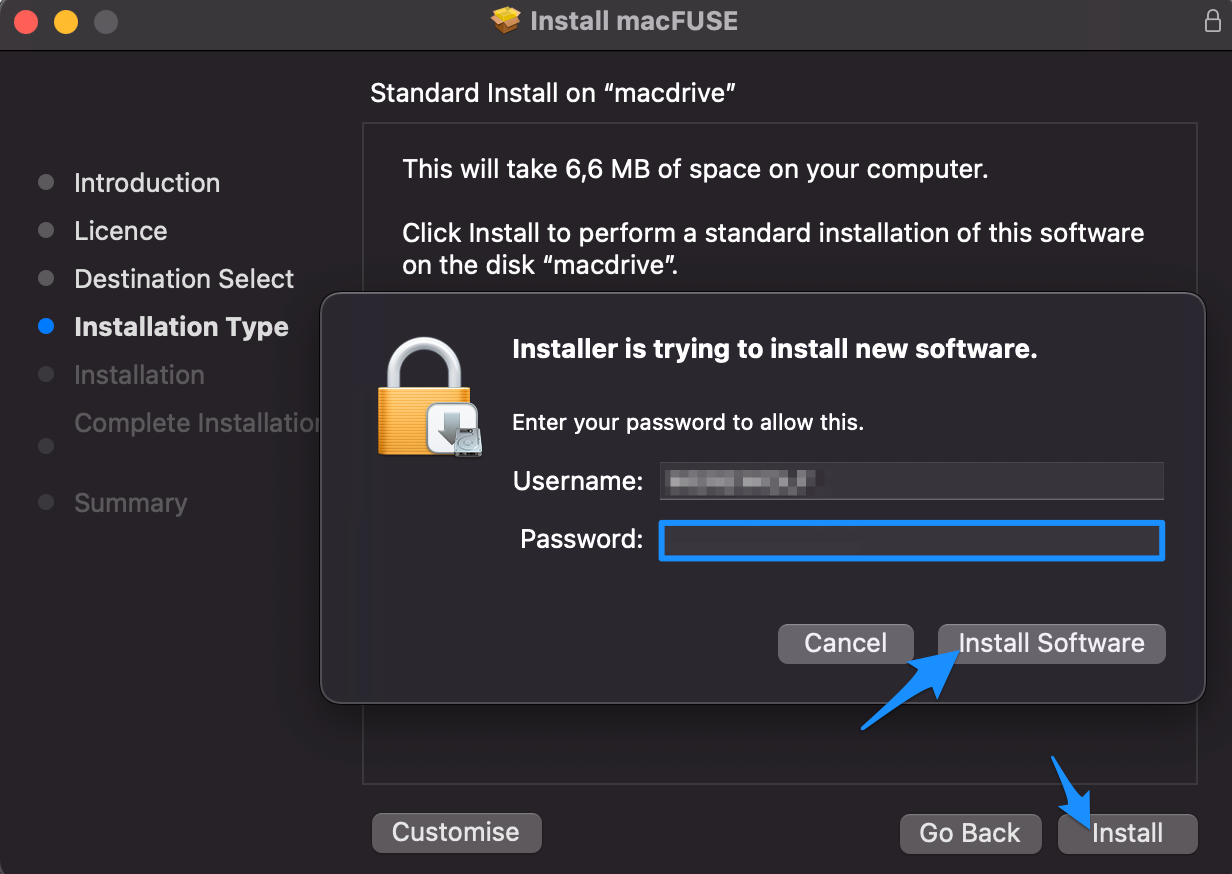 Install macFUSE
Standard Install on “macdrive”
Introduction
Licence
Destination Select
Installation Type
Installation
Complete Installation
Summary
This will take 6,6 MB of space on your computer.
Click Install to perform a standard installation of this software
on the disk “macdrive”.
Installer is trying to install new software.
Enter your password to allow this.
Username:
Password:
Cancel
Install Software
Customise
Go Back
Install